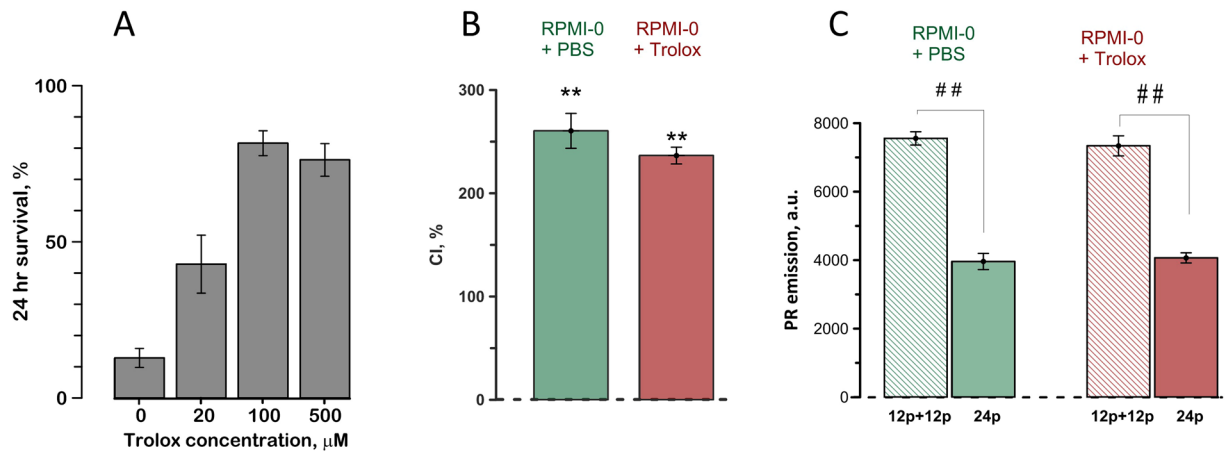 A
24 hr survival, %
100
50
0
0 20 100 500
Trolox concentration, µM
B
RPMI-0
+ PBS
RPMI-0
+ Trolox
CI, %
300
200
100
0
**
**
C
RPMI-0
+ PBS
RPMI-0
+ Trolox
PR emission, a.u.
8000
6000
4000
2000
0
##
##
12p+12p 24p 12p+12p 24p